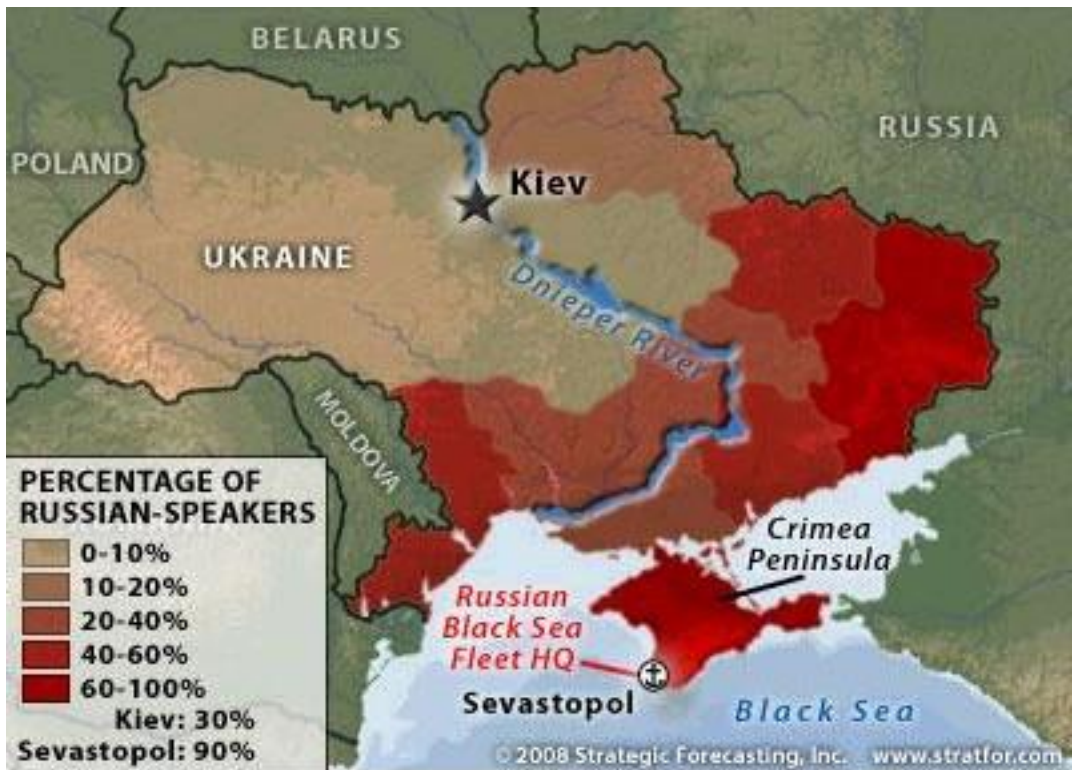 BELARUS
RUSSIA
POLAND
Kiev
UKRAINE
Dnieper River
MOLDOVA
PERCENTAGE OF
RUSSIAN-SPEAKERS
0-10%
10-20%
20-40%
40-60%
60-100%
Kiev: 30%
Sevastopol: 90%
Crimea
Peninsula
Russian
Black Sea
Fleet HQ
Sevastopol
Black Sea
© 2008 Strategic Forecasting, Inc. www.stratfor.com